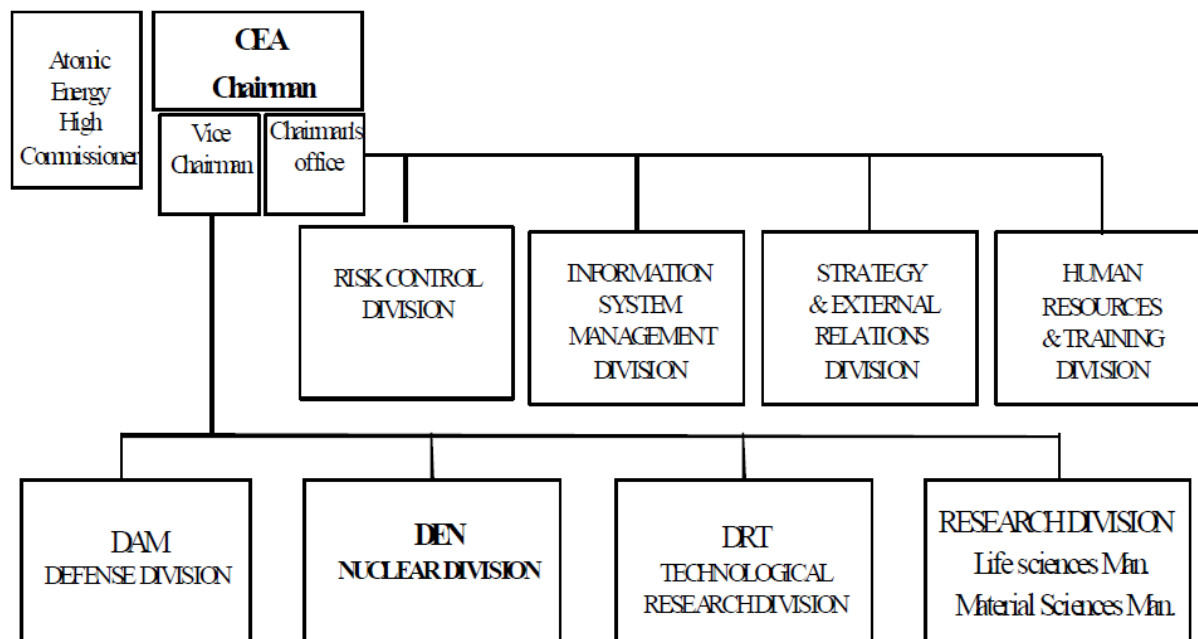 Atomic
Energy
High
Commissioner
CEA
Chairman
Vice
Chairman
Chairman's
office
RISK CONTROL
DIVISION
INFORMATION
SYSTEM
MANAGEMENT
DIVISION
STRATEGY
& EXTERNAL
RELATIONS
DIVISION
HUMAN
RESOURCES
& TRAINING
DIVISION
DAM
DEFENSE DIVISION
DEN
NUCLEAR DIVISION
DRT
TECHNOLOGICAL
RESEARCH DIVISION
RESEARCH DIVISION
Life sciences Man.
Material Sciences Man.